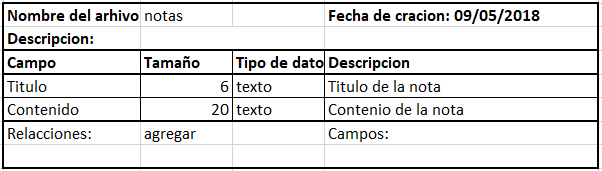 Nombre del arhivo notas Fecha de cracion: 09/05/2018
Descripcion:
Campo Tamaño Tipo de dato Descripcion
Titulo 6 texto Titulo de la nota
Contenido 20 texto Contenio de la nota
Relacciones: agregar Campos: